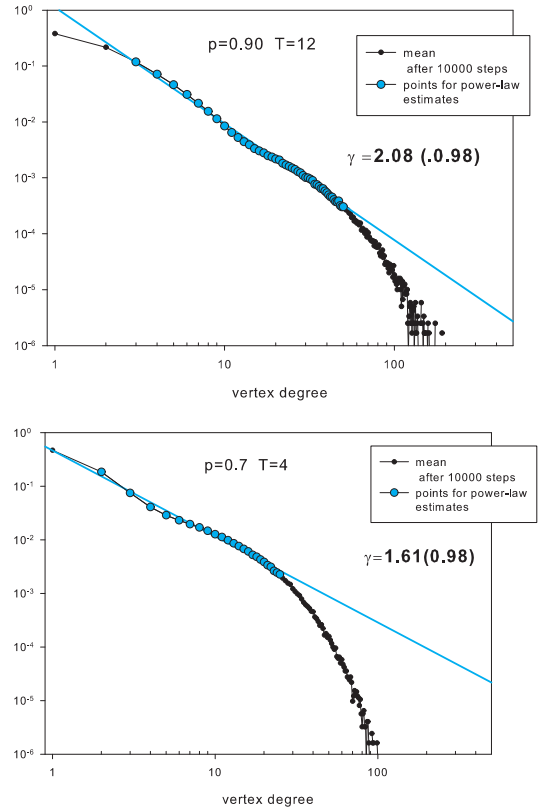 10^0
10^-1
10^-2
10^-3
10^-4
10^-5
10^-6
p=0.90 T=12
mean
after 10000 steps
points for power-law
estimates
γ =2.08 (.0.98)
1 10 100
vertex degree
10^0
10^-1
10^-2
10^-3
10^-4
10^-5
10^-6
p=0.7 T=4
mean
after 10000 steps
points for power-law
estimates
γ=1.61(0.98)
1 10 100
vertex degree